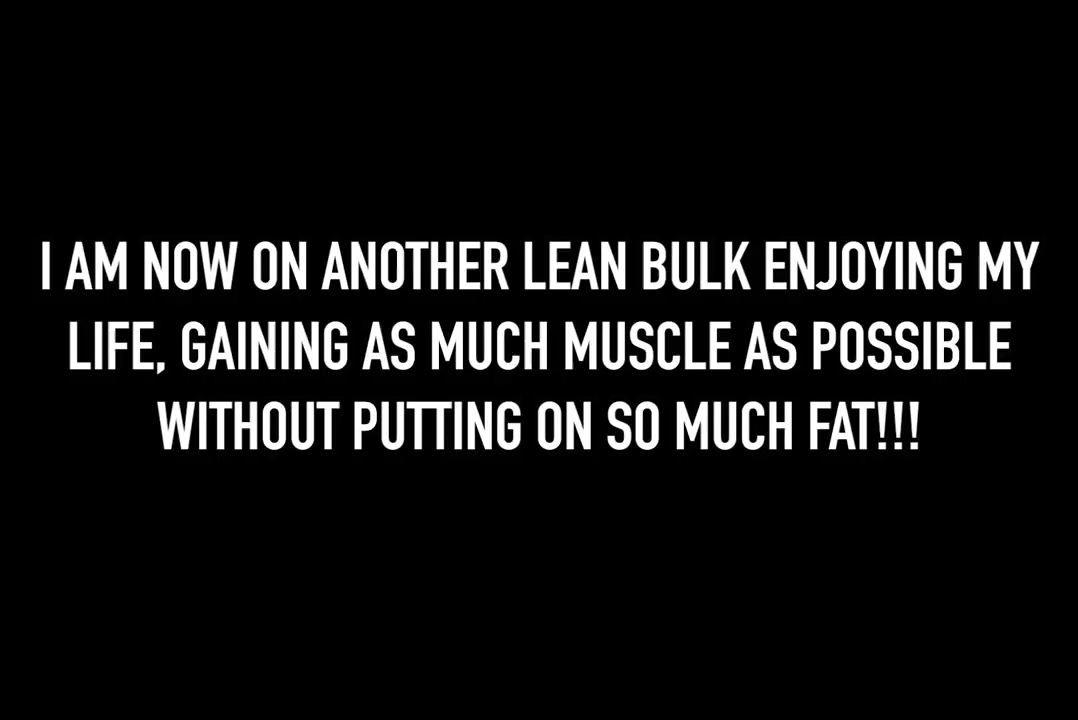 I AM NOW ON ANOTHER LEAN BULK ENJOYING MY
LIFE, GAINING AS MUCH MUSCLE AS POSSIBLE
WITHOUT PUTTING ON SO MUCH FAT!!!